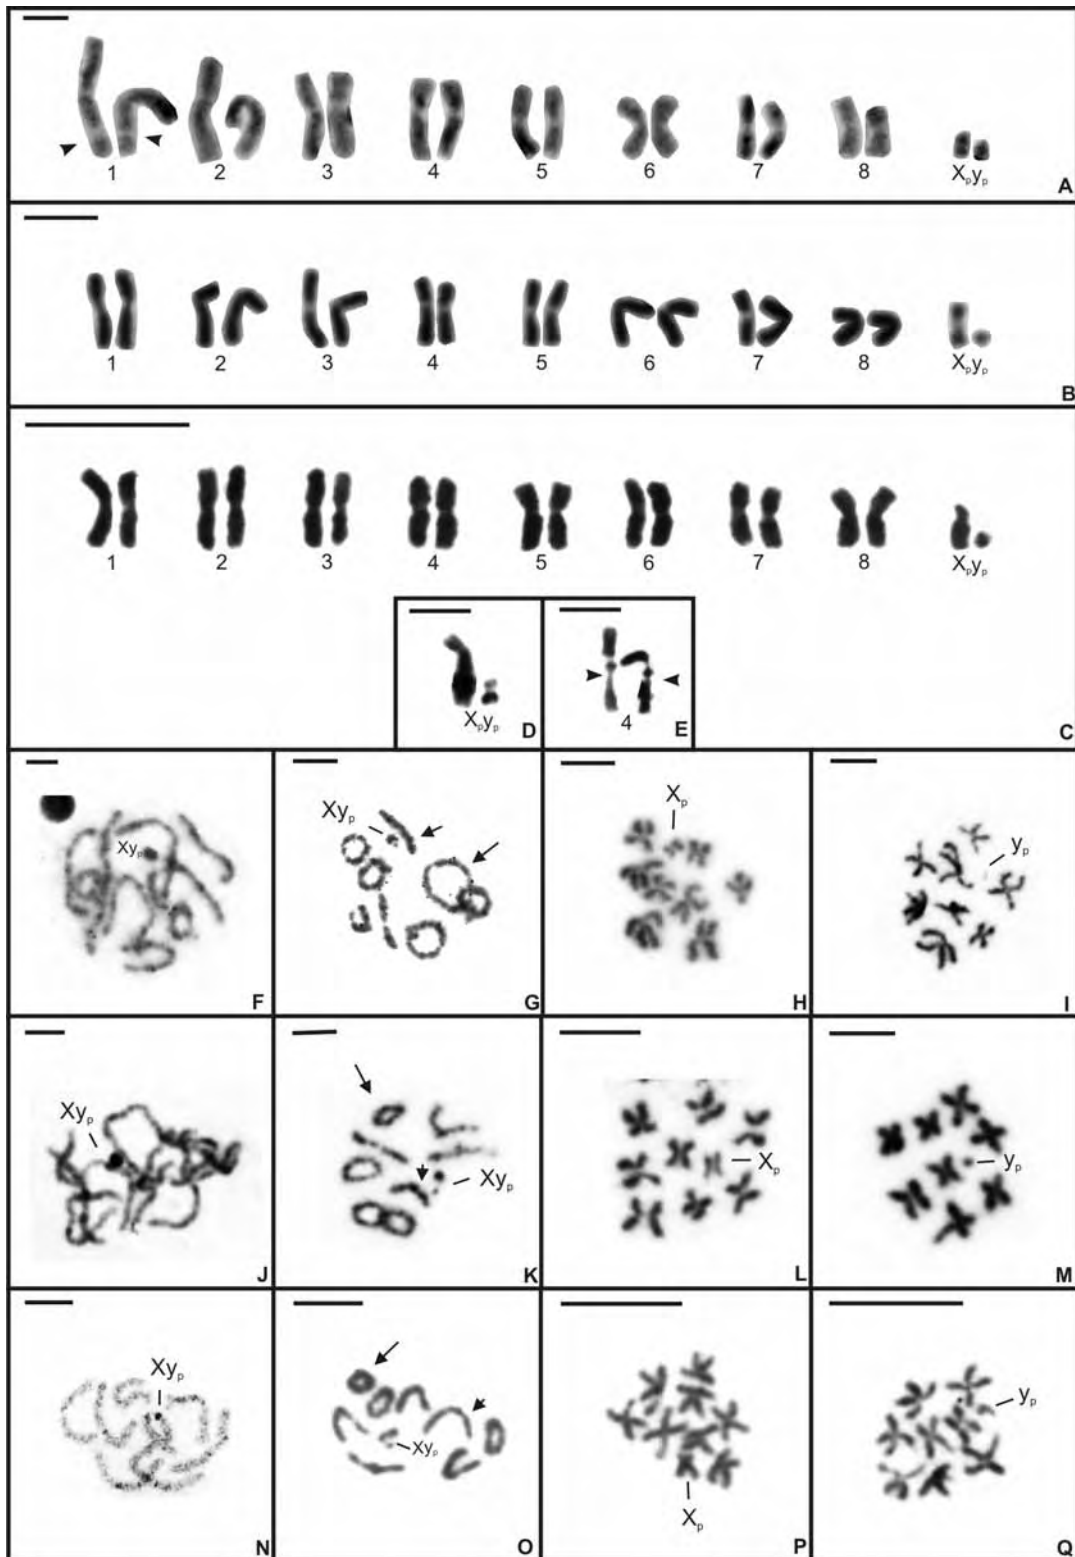 1 2 3 4 5 6 7 8 Xpyp A
1 2 3 4 5 6 7 8 Xpyp B
1 2 3 4 5 6 7 8 Xpyp C
Xpyp D
4 E
Xyp F
Xyp G
Xp H
yp I
Xyp J
Xyp K
Xp L
yp M
Xyp N
Xyp O
Xp P
yp Q